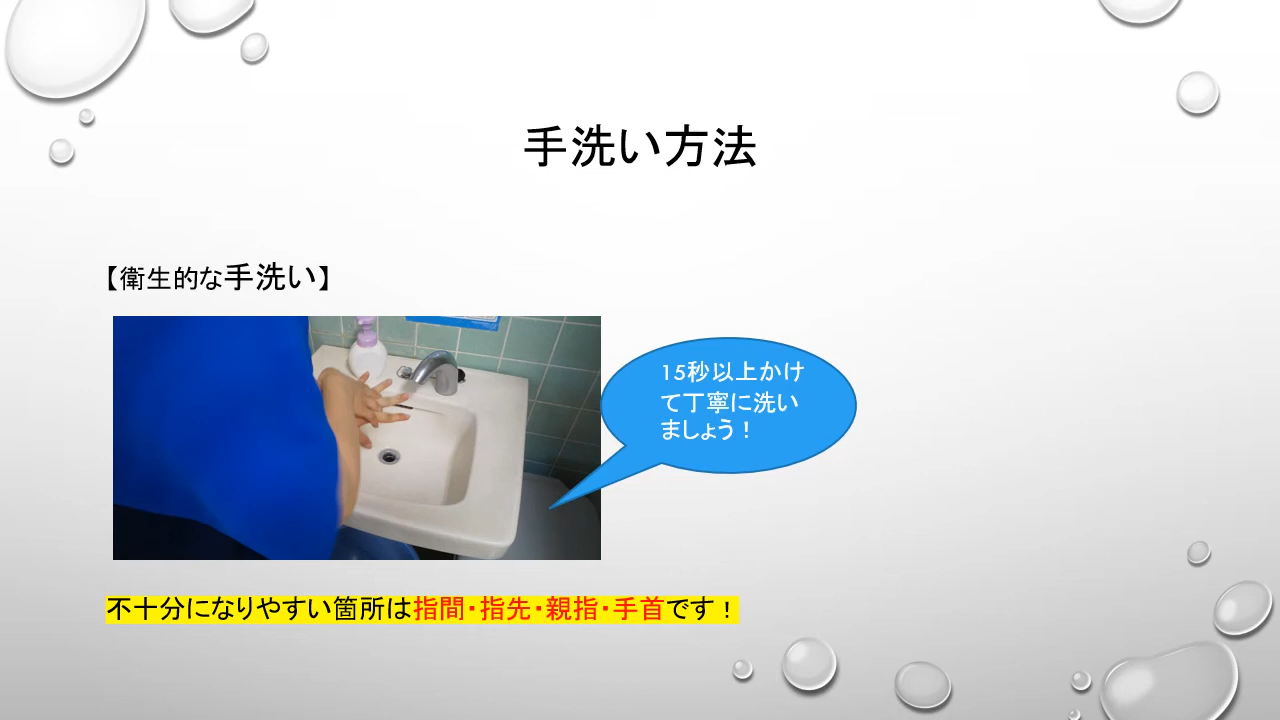 手洗い方法
【衛生的な手洗い】
15秒以上かけ
て丁寧に洗い
ましょう！
不十分になりやすい箇所は指間・指先・親指・手首です！